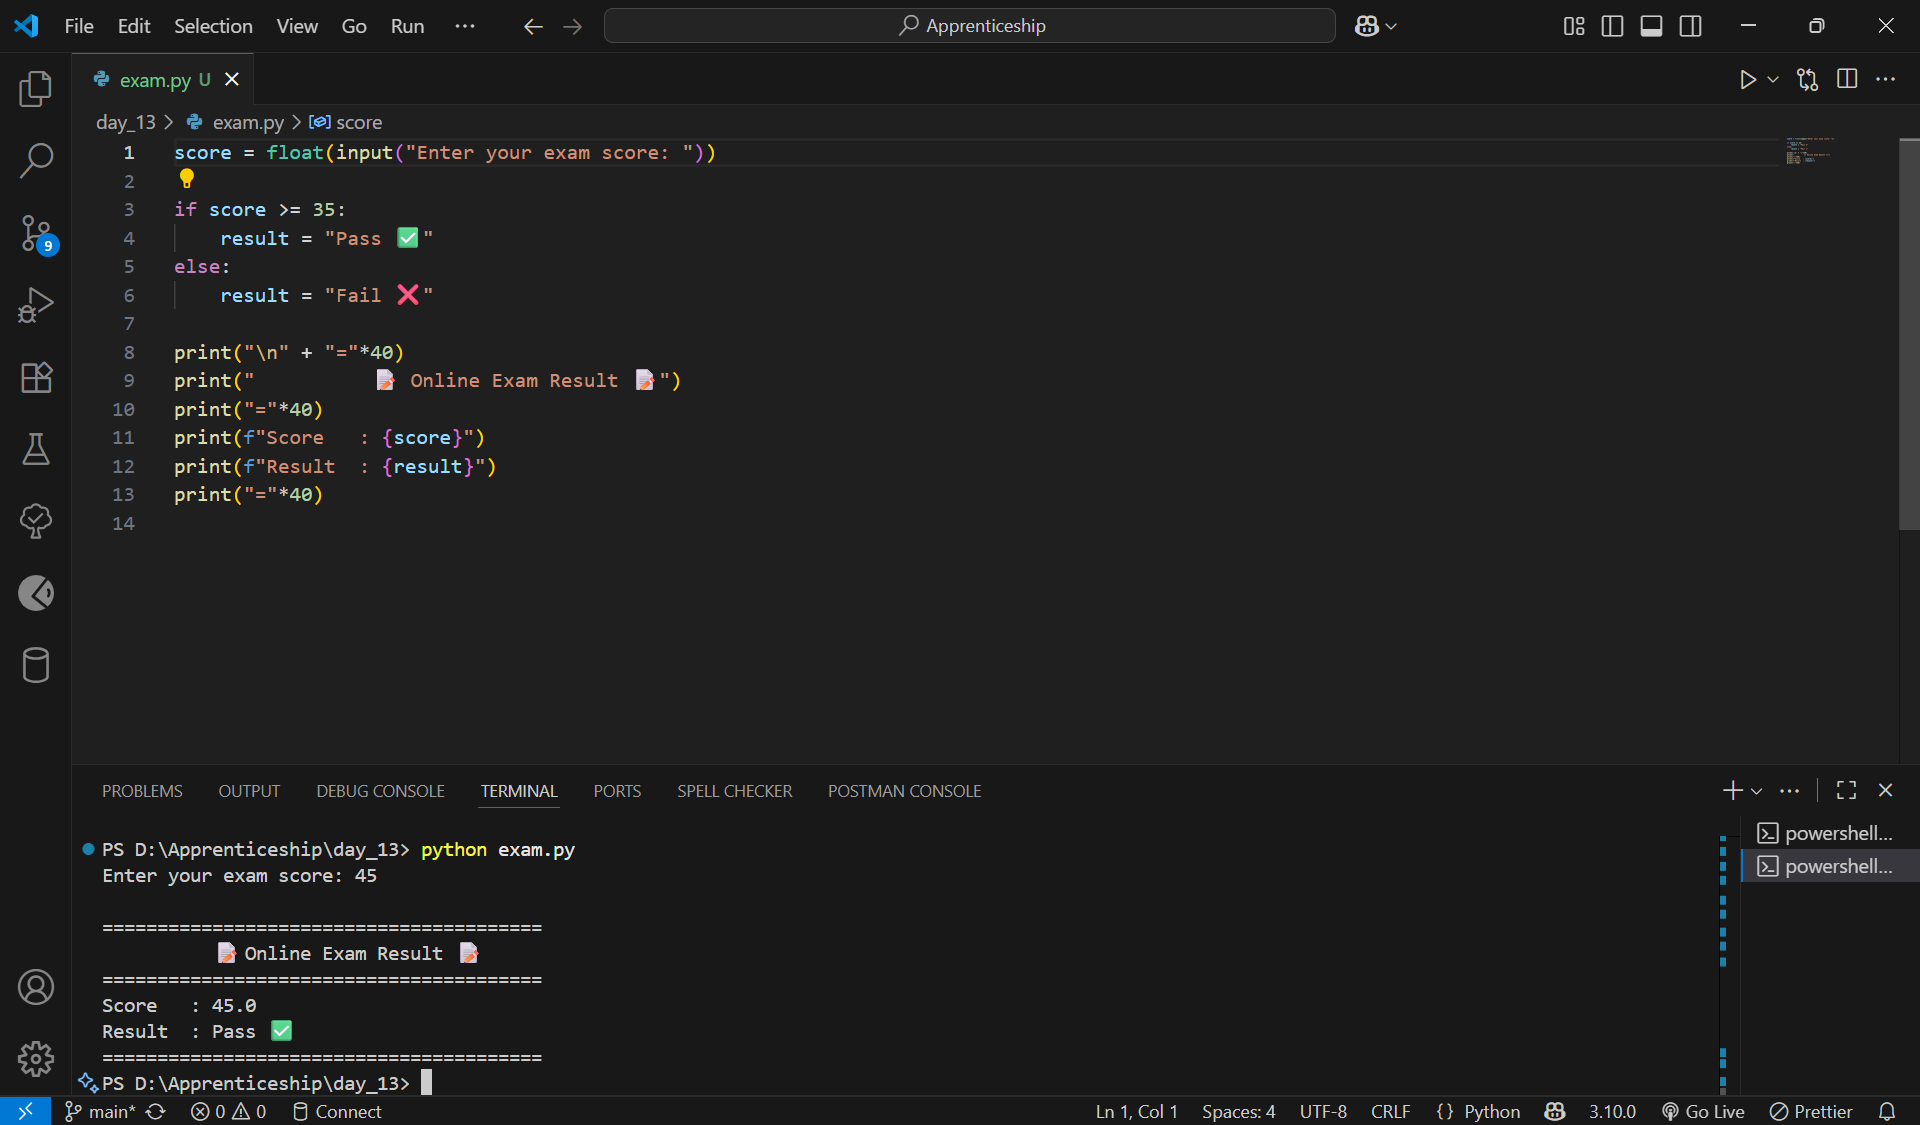 File Edit Selection View Go Run ··· Apprenticeship
exam.py U
day_13 > exam.py > score
1 score = float(input("Enter your exam score: "))
2
3 if score >= 35:
4     result = "Pass ✅"
5 else:
6     result = "Fail ❌"
7
8 print("\n" + "="*40)
9 print("          📝 Online Exam Result 📝")
10 print("="*40)
11 print(f"Score   : {score}")
12 print(f"Result  : {result}")
13 print("="*40)
14
9
PROBLEMS OUTPUT DEBUG CONSOLE TERMINAL PORTS SPELL CHECKER POSTMAN CONSOLE
powershell...
powershell...
PS D:\Apprenticeship\day_13> python exam.py
Enter your exam score: 45
========================================
📝 Online Exam Result 📝
========================================
Score   : 45.0
Result  : Pass ✅
========================================
PS D:\Apprenticeship\day_13>
main* 0 0 Connect Ln 1, Col 1 Spaces: 4 UTF-8 CRLF {} Python 3.10.0 Go Live Prettier